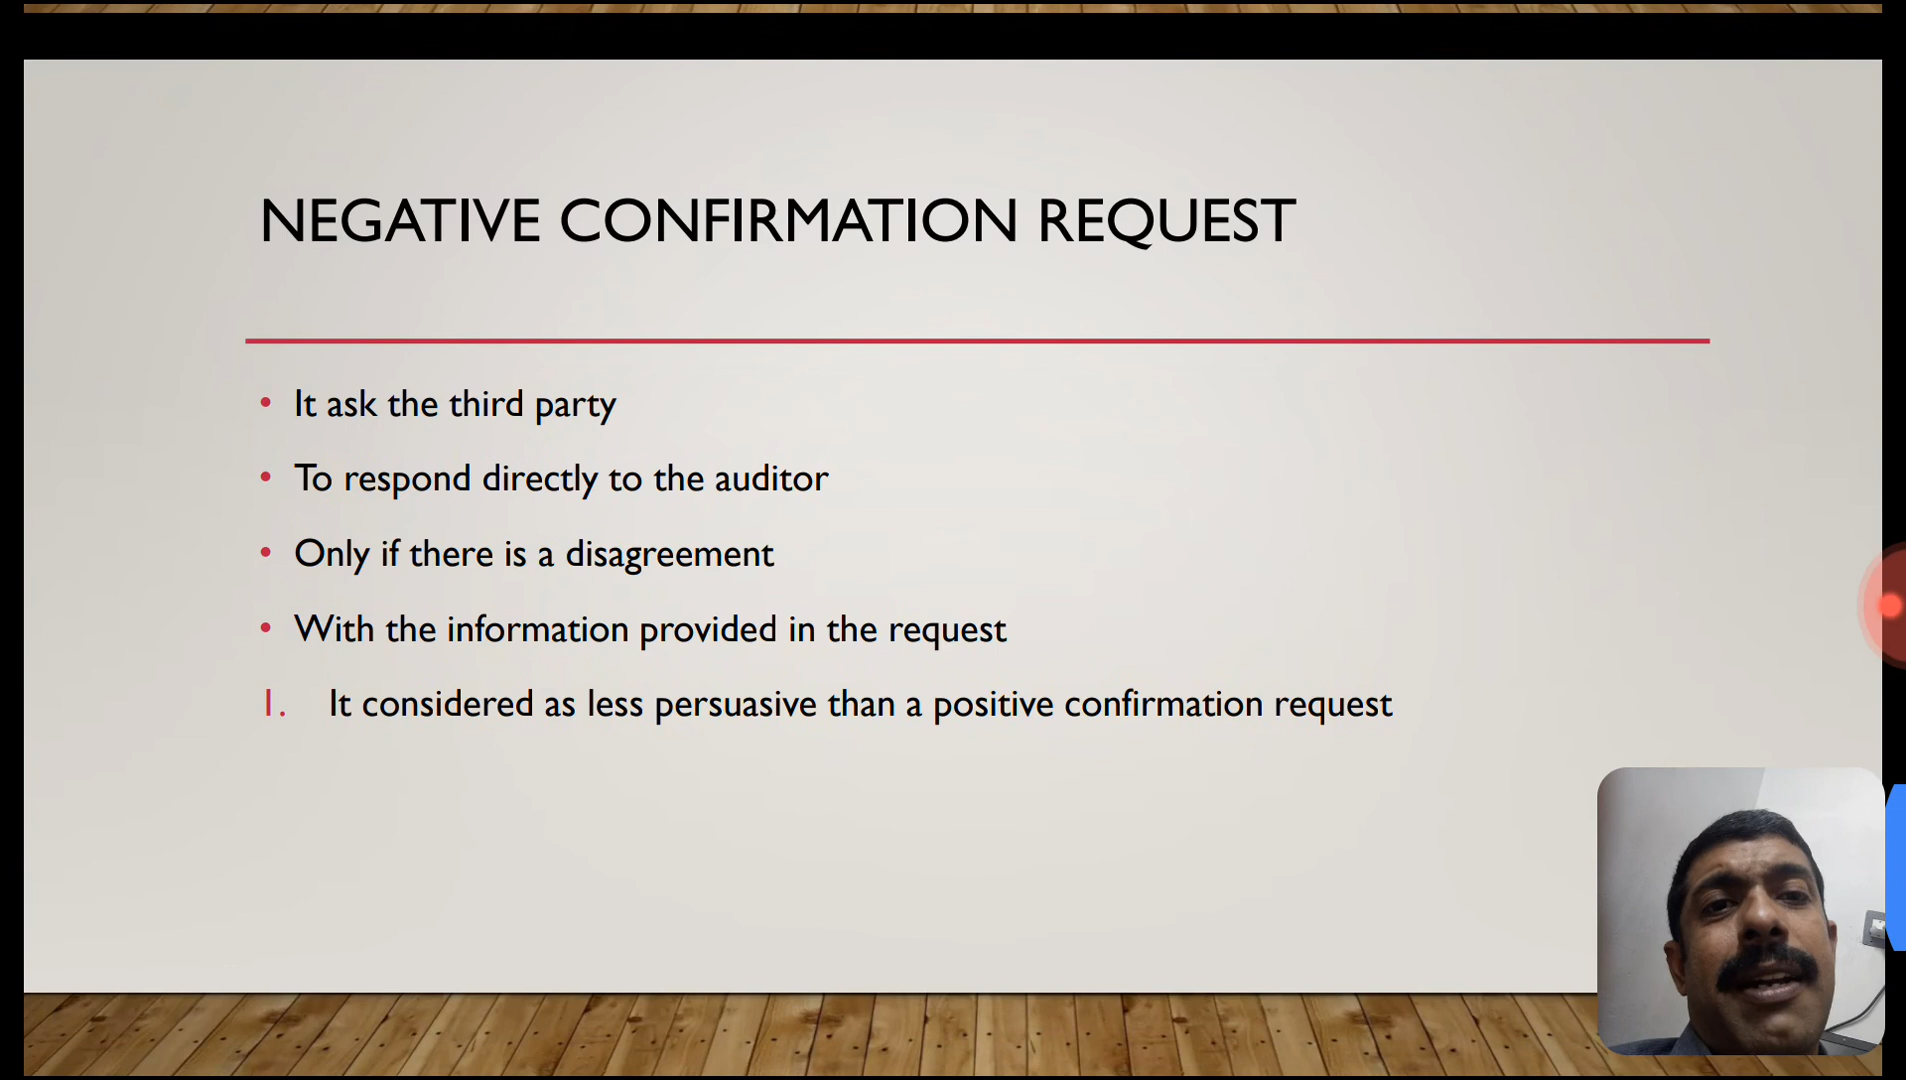 NEGATIVE CONFIRMATION REQUEST
• It ask the third party
• To respond directly to the auditor
• Only if there is a disagreement
• With the information provided in the request
1. It considered as less persuasive than a positive confirmation request